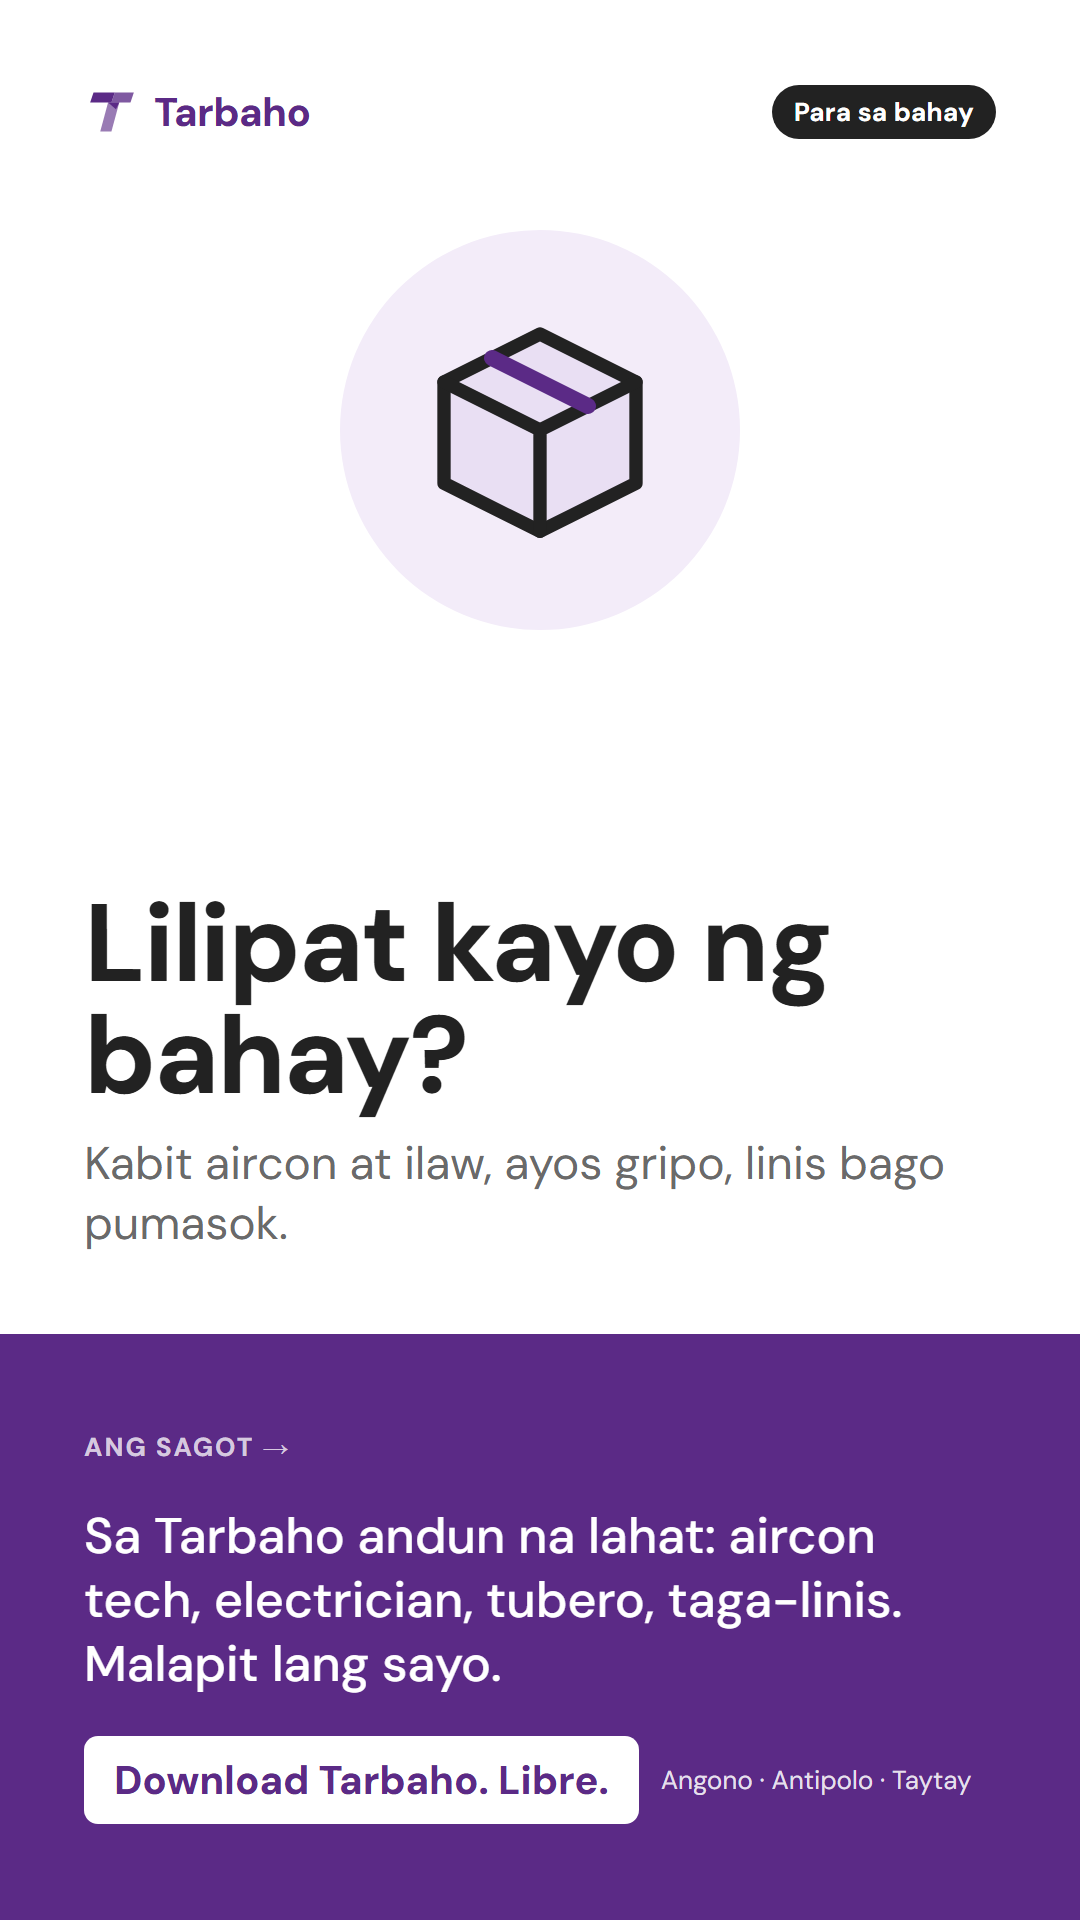 Tarbaho
Para sa bahay
Lilipat kayo ng
bahay?
Kabit aircon at ilaw, ayos gripo, linis bago
pumasok.
ANG SAGOT →
Sa Tarbaho andun na lahat: aircon
tech, electrician, tubero, taga-linis.
Malapit lang sayo.
Download Tarbaho. Libre.
Angono · Antipolo · Taytay